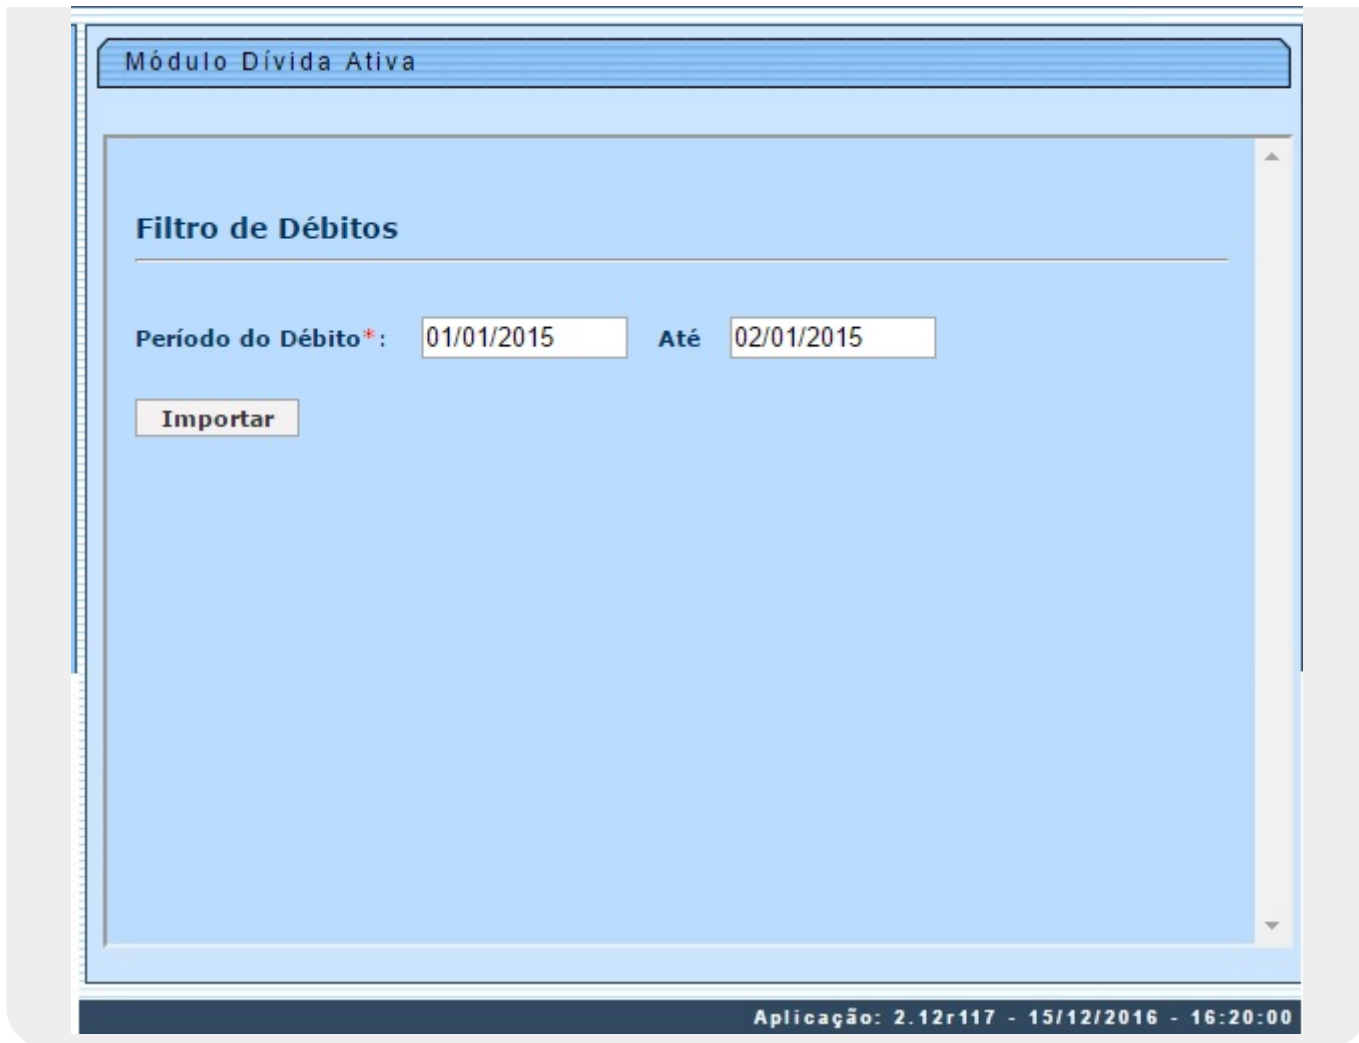 Módulo Dívida Ativa
Filtro de Débitos
Período do Débito*: 01/01/2015 Até 02/01/2015
Importar
Aplicação: 2.12r117 - 15/12/2016 - 16:20:00